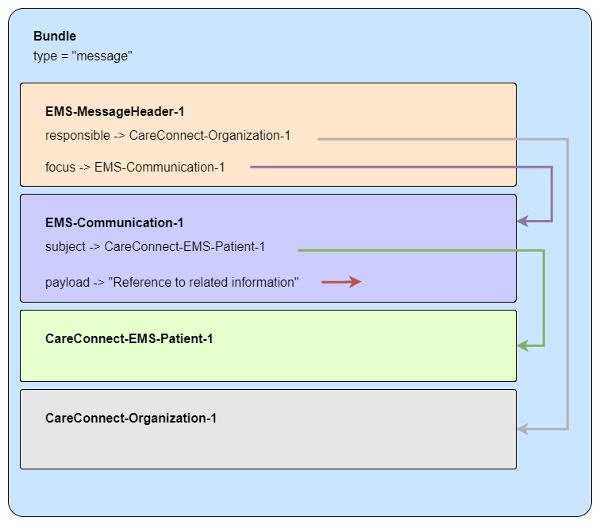 Bundle
type = "message"
EMS-MessageHeader-1
responsible -> CareConnect-Organization-1
focus -> EMS-Communication-1
EMS-Communication-1
subject -> CareConnect-EMS-Patient-1
payload -> "Reference to related information"
CareConnect-EMS-Patient-1
CareConnect-Organization-1